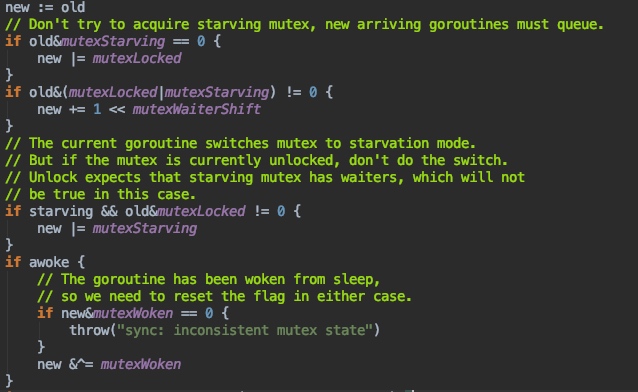 new := old
// Don't try to acquire starving mutex, new arriving goroutines must queue.
if old&mutexStarving == 0 {
    new |= mutexLocked
}
if old&(mutexLocked|mutexStarving) != 0 {
    new += 1 << mutexWaiterShift
}
// The current goroutine switches mutex to starvation mode.
// But if the mutex is currently unlocked, don't do the switch.
// Unlock expects that starving mutex has waiters, which will not
// be true in this case.
if starving && old&mutexLocked != 0 {
    new |= mutexStarving
}
if awoke {
    // The goroutine has been woken from sleep,
    // so we need to reset the flag in either case.
    if new&mutexWoken == 0 {
        throw("sync: inconsistent mutex state")
    }
    new &^= mutexWoken
}